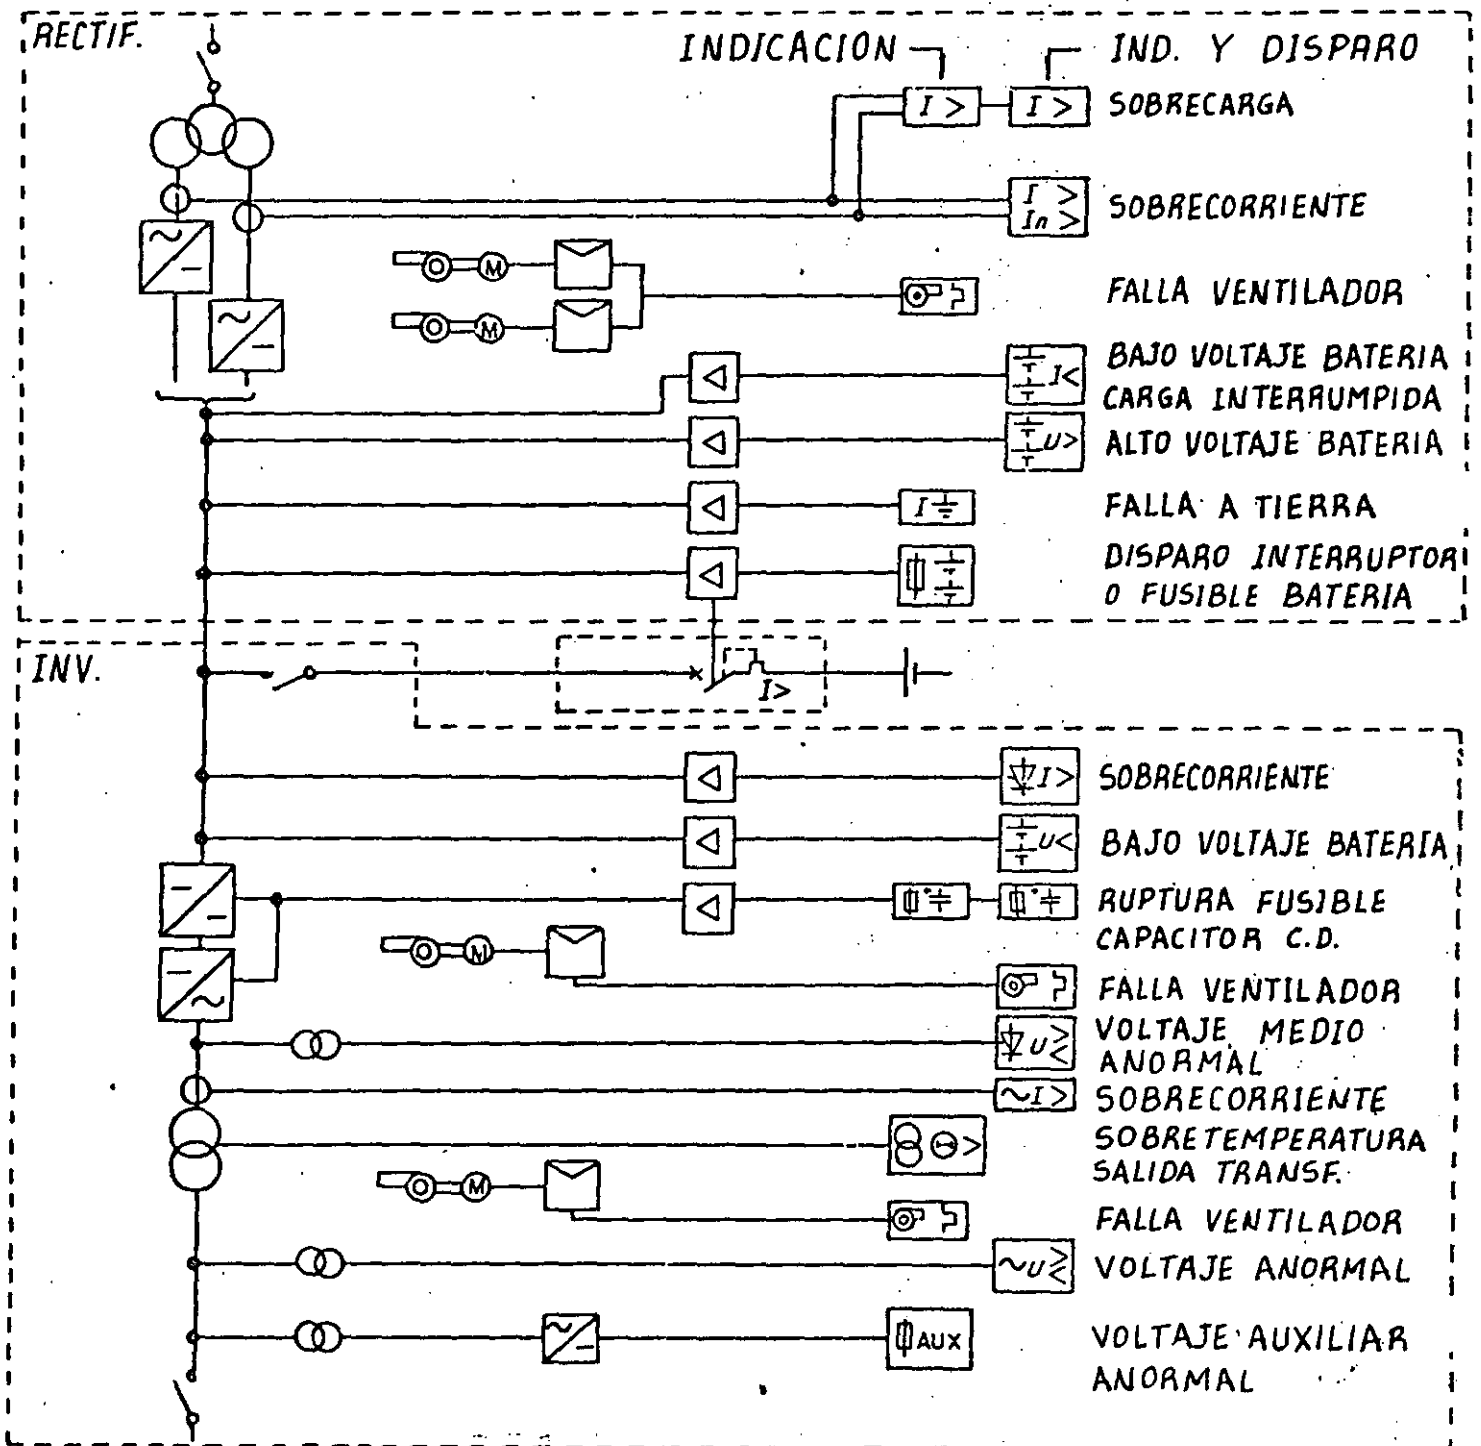 RECTIF.
INDICACION
IND. Y DISPARO
I > I > SOBRECARGA
I >
In > SOBRECORRIENTE
M
FALLA VENTILADOR
M
BAJO VOLTAJE BATERIA
I< CARGA INTERRUMPIDA
U> ALTO VOLTAJE BATERIA
I FALLA A TIERRA
DISPARO INTERRUPTOR
O FUSIBLE BATERIA
INV.
I>
I> SOBRECORRIENTE
U< BAJO VOLTAJE BATERIA
RUPTURA FUSIBLE
CAPACITOR C.D.
M
FALLA VENTILADOR
VOLTAJE MEDIO
U ANORMAL
~I> SOBRECORRIENTE
SOBRETEMPERATURA
SALIDA TRANSF.
M
FALLA VENTILADOR
~U VOLTAJE ANORMAL
AUX VOLTAJE AUXILIAR
ANORMAL